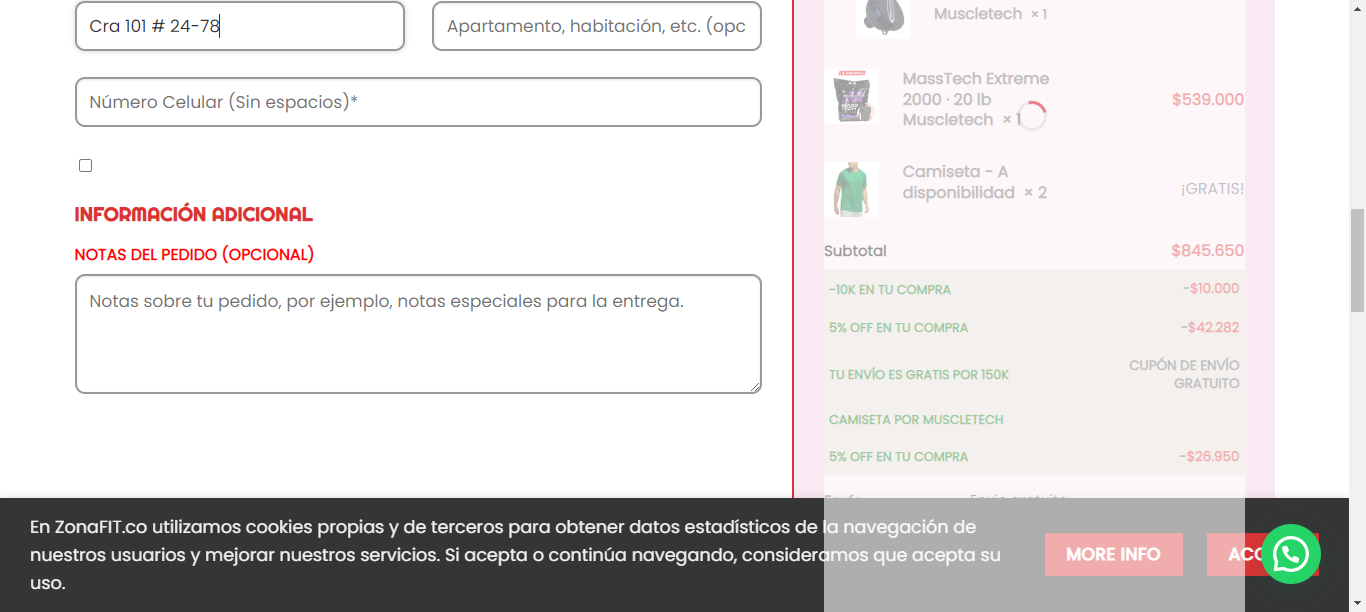 Cra 101 # 24-78
Apartamento, habitación, etc. (opc
Número Celular (Sin espacios)*
INFORMACIÓN ADICIONAL
NOTAS DEL PEDIDO (OPCIONAL)
Notas sobre tu pedido, por ejemplo, notas especiales para la entrega.
Muscletech × 1
MassTech Extreme
2000 · 20 lb
Muscletech × 1
$539.000
Camiseta - A
disponibilidad × 2
¡GRATIS!
Subtotal
$845.650
-10K EN TU COMPRA
-$10.000
5% OFF EN TU COMPRA
-$42.282
TU ENVÍO ES GRATIS POR 150K
CUPÓN DE ENVÍO
GRATUITO
CAMISETA POR MUSCLETECH
5% OFF EN TU COMPRA
-$26.950
En ZonaFIT.co utilizamos cookies propias y de terceros para obtener datos estadísticos de la navegación de
nuestros usuarios y mejorar nuestros servicios. Si acepta o continúa navegando, consideramos que acepta su
uso.
MORE INFO